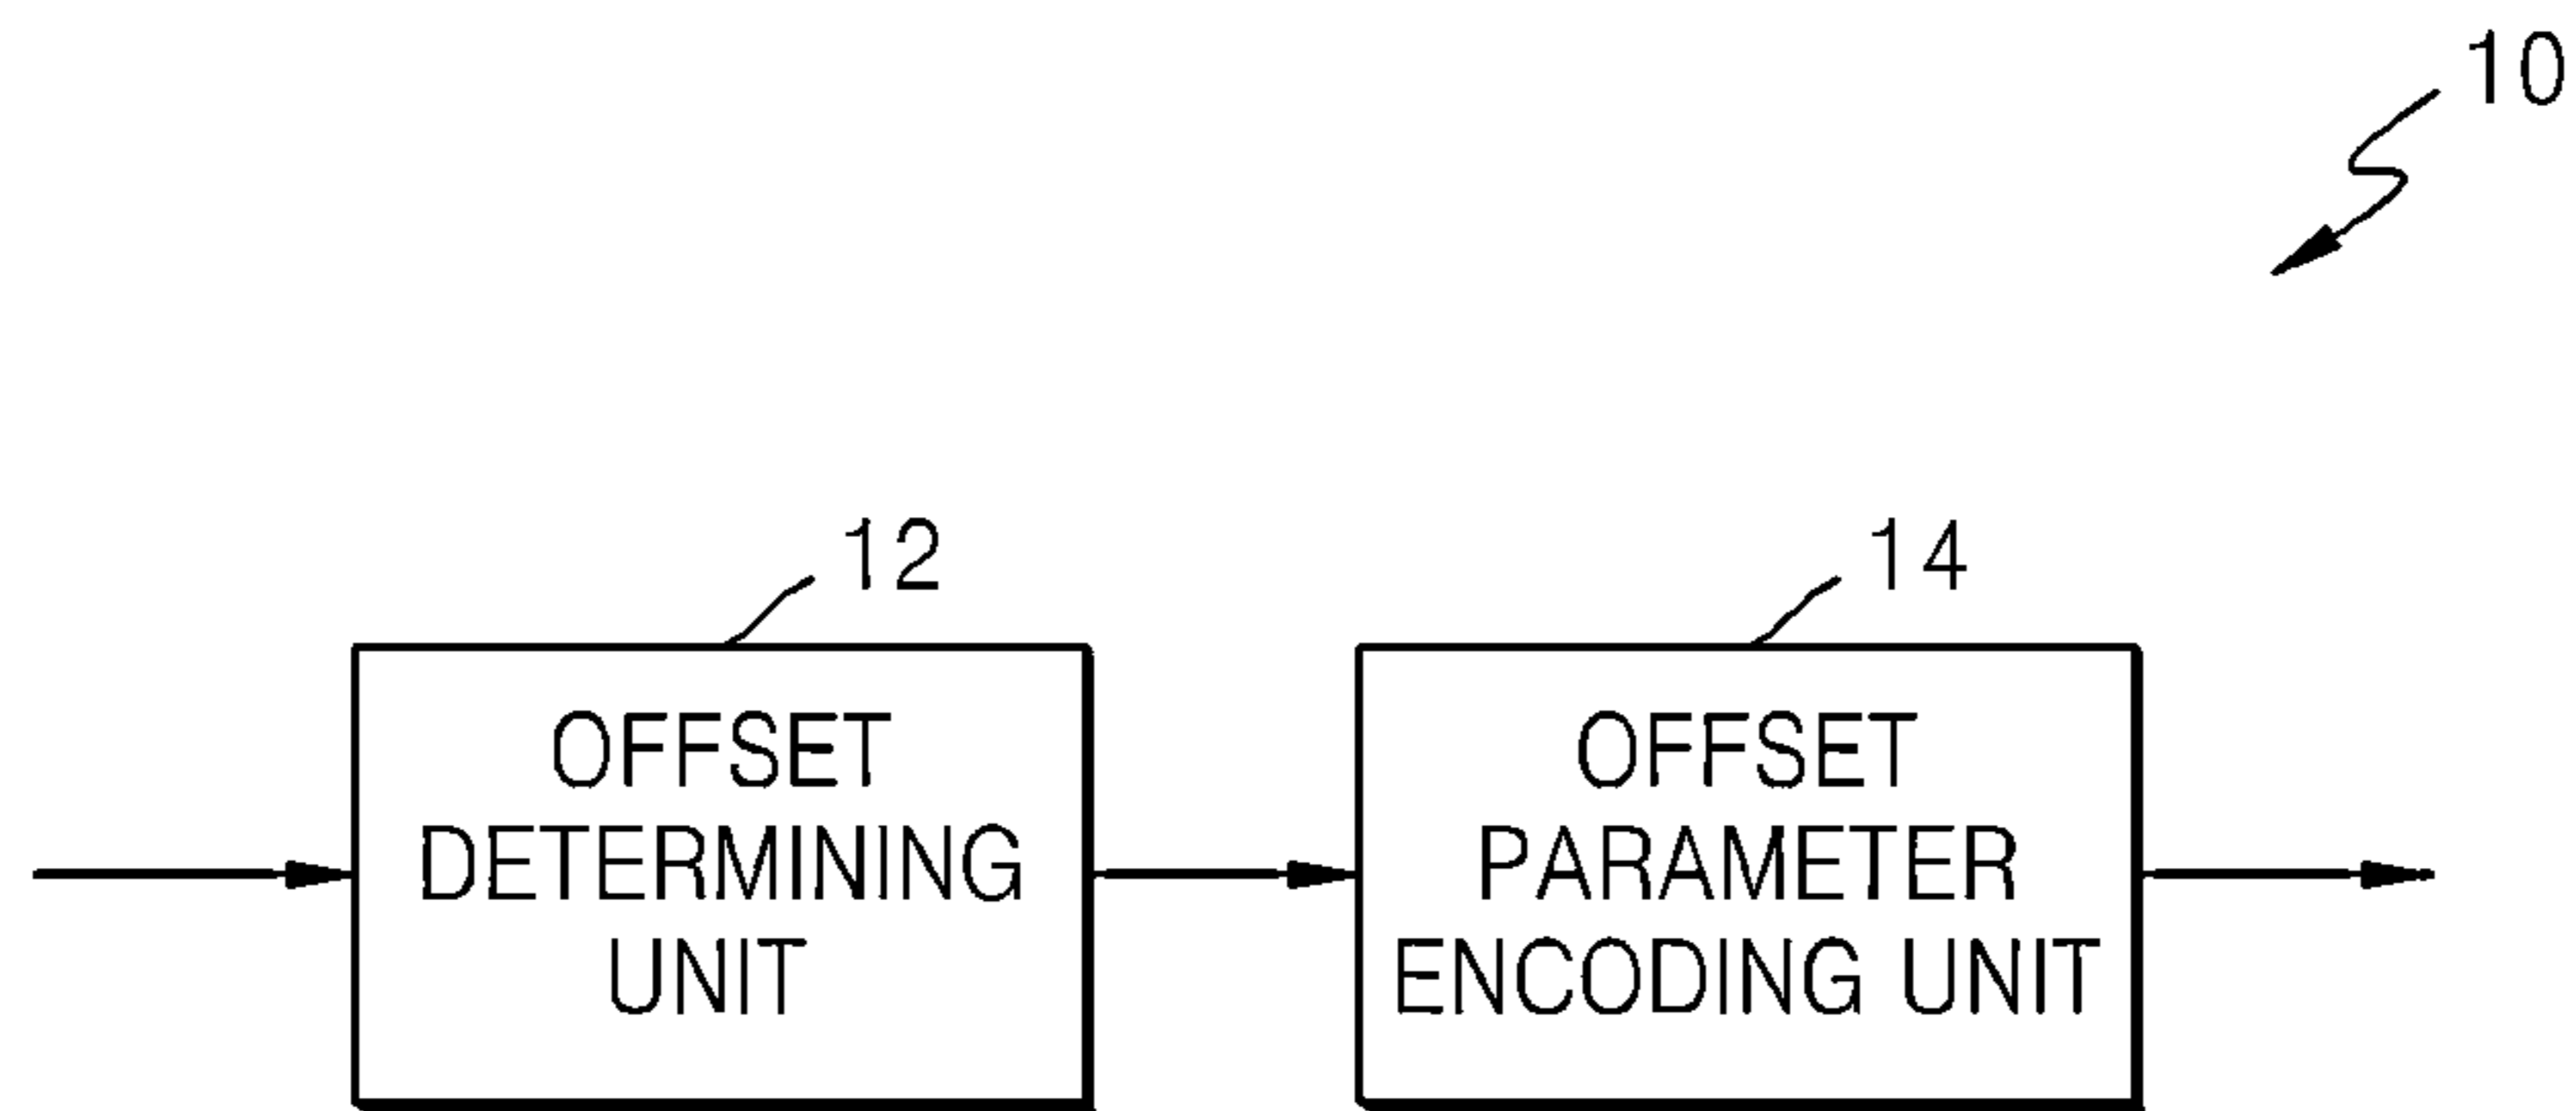 10
12
OFFSET
DETERMINING
UNIT
14
OFFSET
PARAMETER
ENCODING UNIT